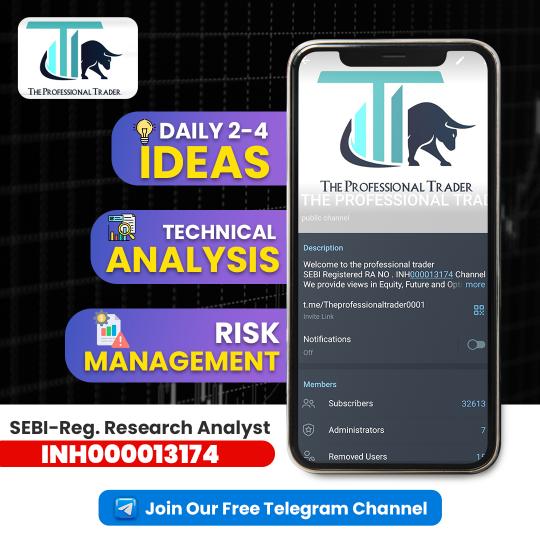 THE PROFESSIONAL TRADER
DAILY 2-4
IDEAS
TECHNICAL
ANALYSIS
RISK
MANAGEMENT
SEBI-Reg. Research Analyst
INH000013174
THE PROFESSIONAL TRADER
THE PROFESSIONAL
public channel
Description
Welcome to the professional trader
SEBI Registered RA NO . INH000013174 Channel
We provide views in Equity, Future and more
t.me/Theprofessionaltrader0001
Invite Link
Notifications
Off
Members
Subscribers 32613
Administrators 7
Removed Users
Join Our Free Telegram Channel